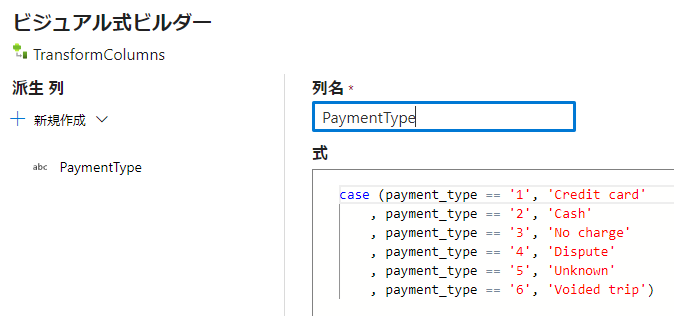 ビジュアル式ビルダー
TransformColumns
派生 列
新規作成
abc PaymentType
列名 *
PaymentType
式
case (payment_type == '1', 'Credit card'
, payment_type == '2', 'Cash'
, payment_type == '3', 'No charge'
, payment_type == '4', 'Dispute'
, payment_type == '5', 'Unknown'
, payment_type == '6', 'Voided trip')